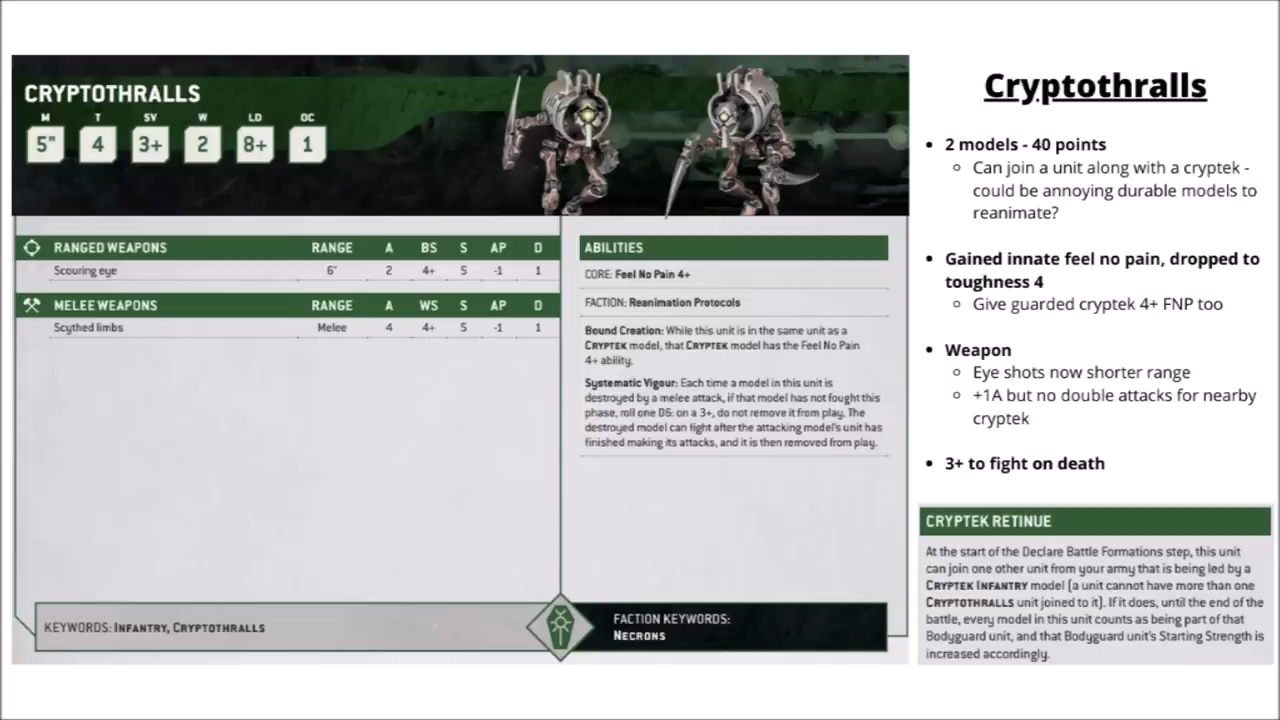 CRYPTOTHRALLS
M T SV W LD OC
5" 4 3+ 2 8+ 1
RANGED WEAPONS RANGE A BS S AP D
Scouring eye 6" 2 4+ 5 -1 1
MELEE WEAPONS RANGE A WS S AP D
Scythed limbs Melee 4 4+ 5 -1 1
ABILITIES
CORE: Feel No Pain 4+
FACTION: Reanimation Protocols
Bound Creation: While this unit is in the same unit as a
CRYPTEK model, that CRYPTEK model has the Feel No Pain
4+ ability.
Systematic Vigour: Each time a model in this unit is
destroyed by a melee attack, if that model has not fought this
phase, roll one D6: on a 3+, do not remove it from play. The
destroyed model can fight after the attacking model's unit has
finished making its attacks, and it is then removed from play.
KEYWORDS: INFANTRY, CRYPTOTHRALLS
FACTION KEYWORDS:
NECRONS
Cryptothralls
• 2 models - 40 points
○ Can join a unit along with a cryptek -
could be annoying durable models to
reanimate?
• Gained innate feel no pain, dropped to
toughness 4
○ Give guarded cryptek 4+ FNP too
• Weapon
○ Eye shots now shorter range
○ +1A but no double attacks for nearby
cryptek
• 3+ to fight on death
CRYPTEK RETINUE
At the start of the Declare Battle Formations step, this unit
can join one other unit from your army that is being led by a
CRYPTEK INFANTRY model (a unit cannot have more than one
CRYPTOTHRALLS unit joined to it). If it does, until the end of the
battle, every model in this unit counts as being part of that
Bodyguard unit, and that Bodyguard unit's Starting Strength is
increased accordingly.